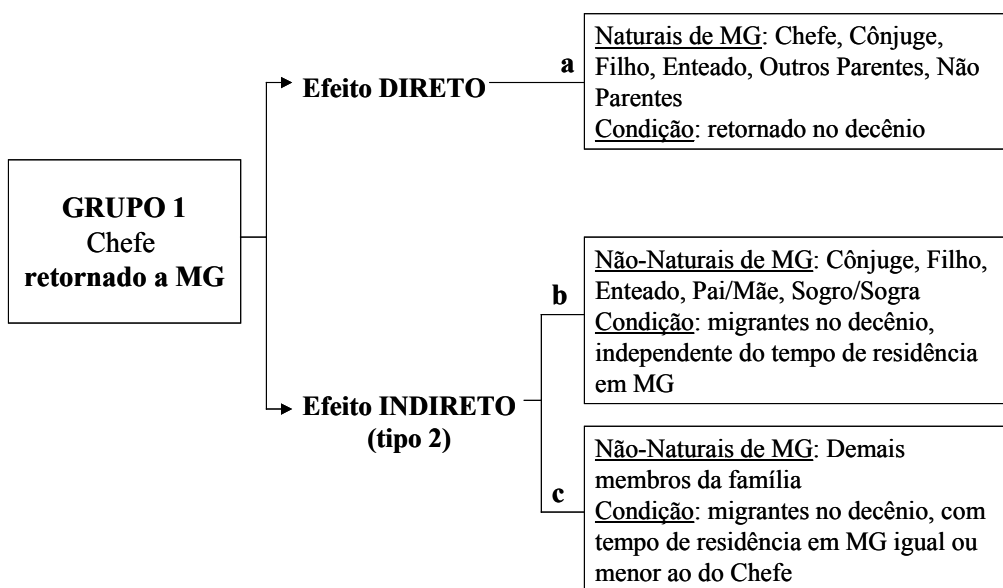 GRUPO 1
Chefe
retornado a MG
Efeito DIRETO
a
Naturais de MG: Chefe, Cônjuge,
Filho, Enteado, Outros Parentes, Não
Parentes
Condição: retornado no decênio
Efeito INDIRETO
(tipo 2)
b
Não-Naturais de MG: Cônjuge, Filho,
Enteado, Pai/Mãe, Sogro/Sogra
Condição: migrantes no decênio,
independente do tempo de residência
em MG
c
Não-Naturais de MG: Demais
membros da família
Condição: migrantes no decênio, com
tempo de residência em MG igual ou
menor ao do Chefe